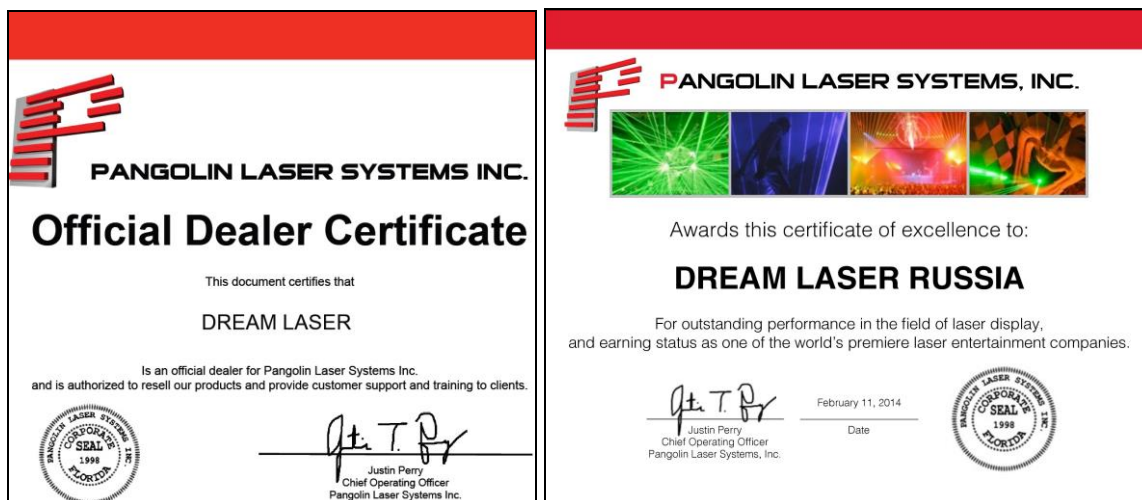 PANGOLIN LASER SYSTEMS INC.
Official Dealer Certificate
This document certifies that
DREAM LASER
Is an official dealer for Pangolin Laser Systems Inc.
and is authorized to resell our products and provide customer support and training to clients.
PANGOLIN LASER SYSTEMS INC.
CORPORATE
SEAL
1998
FLORIDA
Justin Perry
Chief Operating Officer
Pangolin Laser Systems Inc.
PANGOLIN LASER SYSTEMS, INC.
Awards this certificate of excellence to:
DREAM LASER RUSSIA
For outstanding performance in the field of laser display,
and earning status as one of the world's premiere laser entertainment companies.
Justin Perry
Chief Operating Officer
Pangolin Laser Systems, Inc.
February 11, 2014
Date
PANGOLIN LASER SYSTEMS INC.
CORPORATE
SEAL
1998
FLORIDA